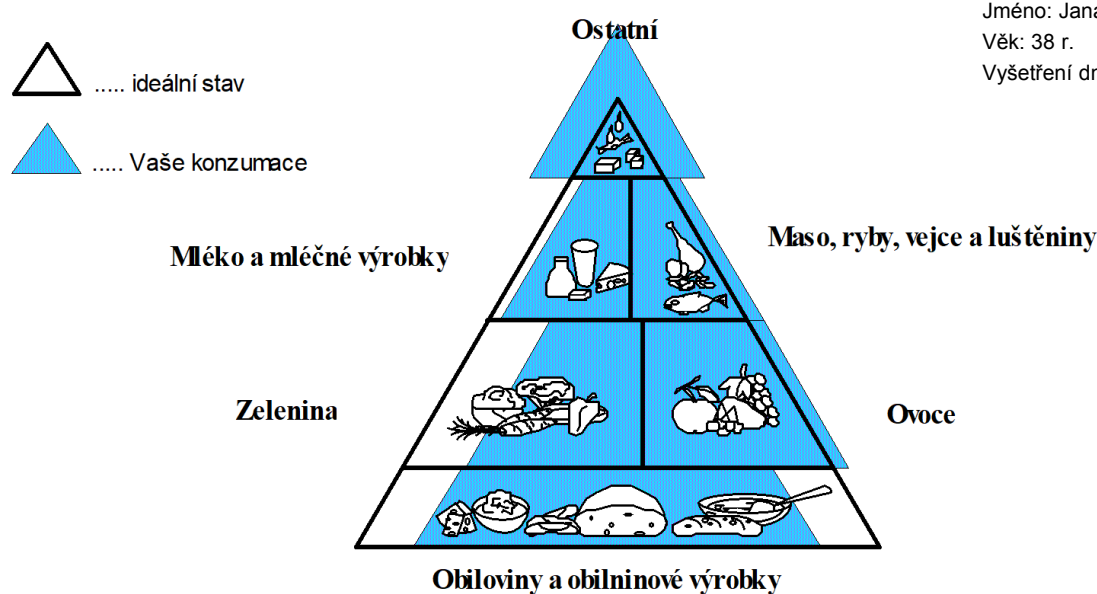 Jméno: Jana
Věk: 38 r.
Vyšetření
Ostatní
..... ideální stav
..... Vaše konzumace
Mléko a mléčné výrobky
Maso, ryby, vejce a luštěniny
Zelenina
Ovoce
Obiloviny a obilninové výrobky